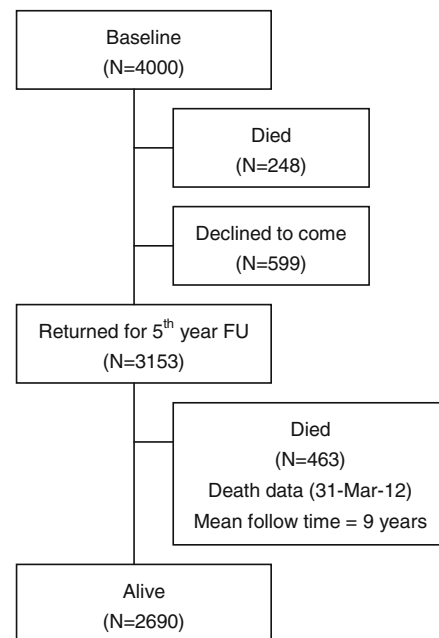 Baseline
(N=4000)
Died
(N=248)
Declined to come
(N=599)
Returned for 5th year FU
(N=3153)
Died
(N=463)
Death data (31-Mar-12)
Mean follow time = 9 years
Alive
(N=2690)